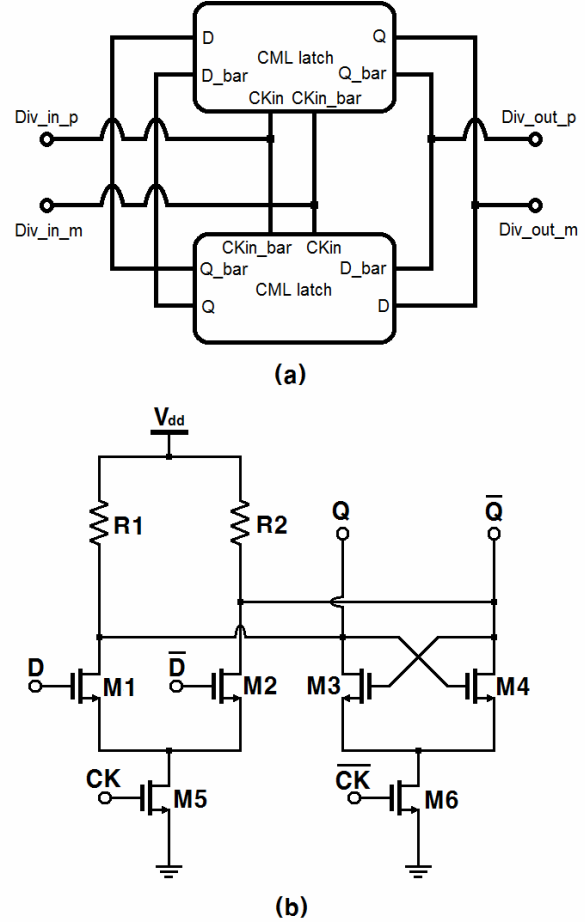 D
CML latch
Q
D_bar
Q_bar
CKin
CKin_bar
Div_in_p
Div_out_p
Div_in_m
Div_out_m
CKin_bar
CKin
Q_bar
D_bar
CML latch
Q
D
(a)
Vdd
R1
R2
Q
Q̅
D
M1
D̅
M2
M3
M4
CK
M5
C̅K̅
M6
(b)